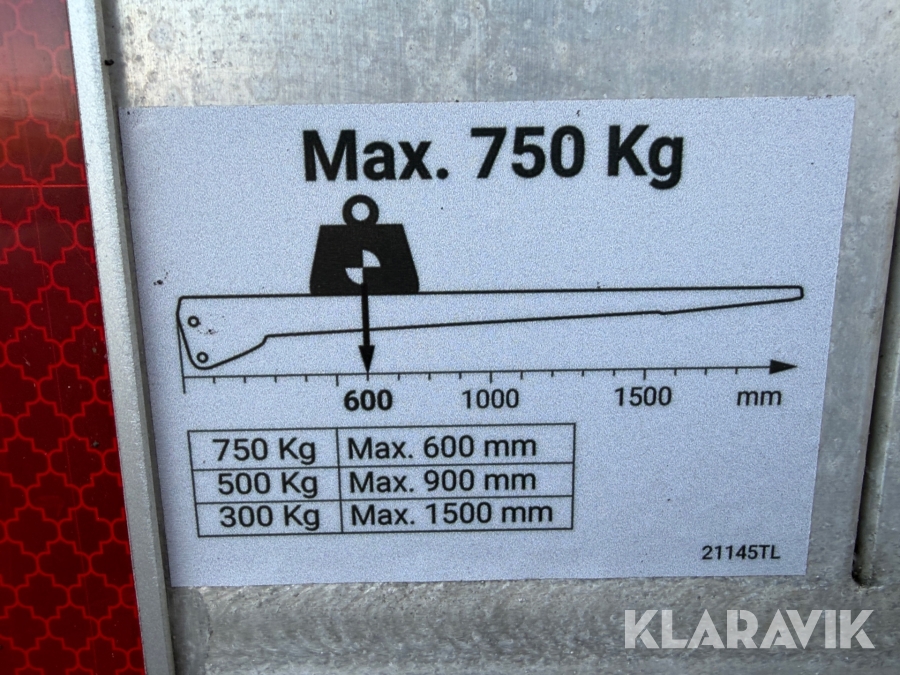 Max. 750 Kg
600 1000 1500 mm
750 Kg Max. 600 mm
500 Kg Max. 900 mm
300 Kg Max. 1500 mm
21145TL
KLARAVIK